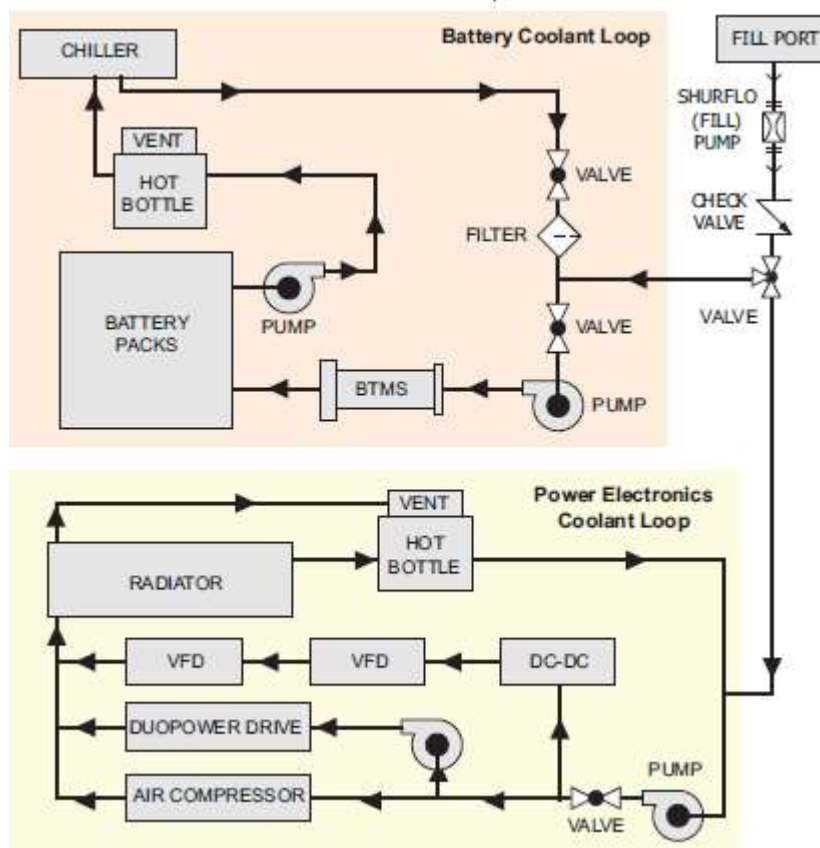 CHILLER
Battery Coolant Loop
FILL PORT
SHURFLO
(FILL)
PUMP
VENT
HOT
BOTTLE
VALVE
CHECK
VALVE
FILTER
BATTERY
PACKS
PUMP
VALVE
VALVE
BTMS
PUMP
VENT
Power Electronics
Coolant Loop
HOT
BOTTLE
RADIATOR
VFD
VFD
DC-DC
DUOPOWER DRIVE
PUMP
AIR COMPRESSOR
VALVE